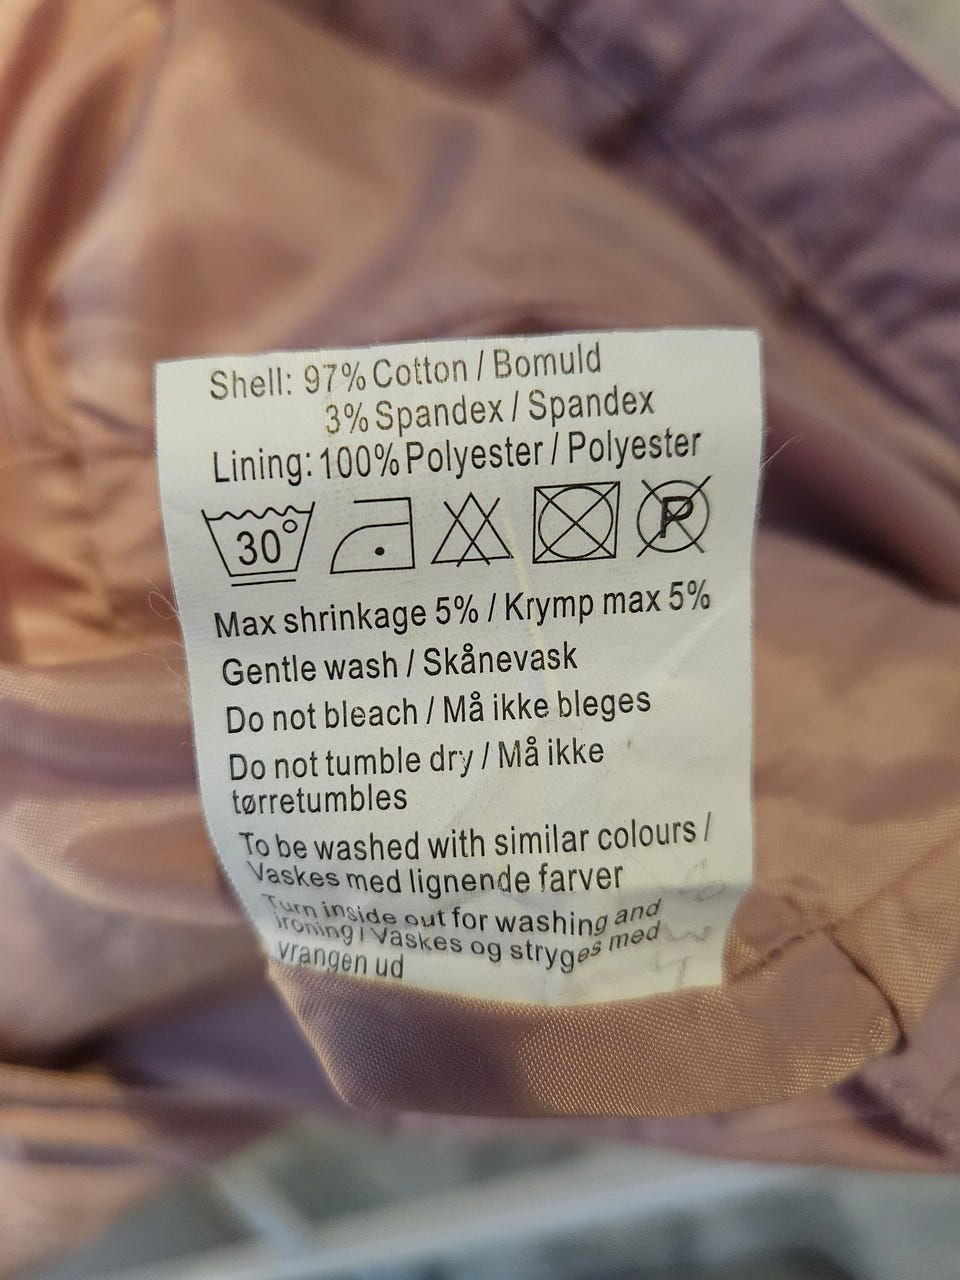 Shell: 97% Cotton / Bomuld
3% Spandex / Spandex
Lining: 100% Polyester / Polyester
30° P
Max shrinkage 5% / Krymp max 5%
Gentle wash / Skånevask
Do not bleach / Må ikke bleges
Do not tumble dry / Må ikke
tørretumbles
To be washed with similar colours /
Vaskes med lignende farver
Turn inside out for washing and
ironing / Vaskes og stryges med
vrangen ud